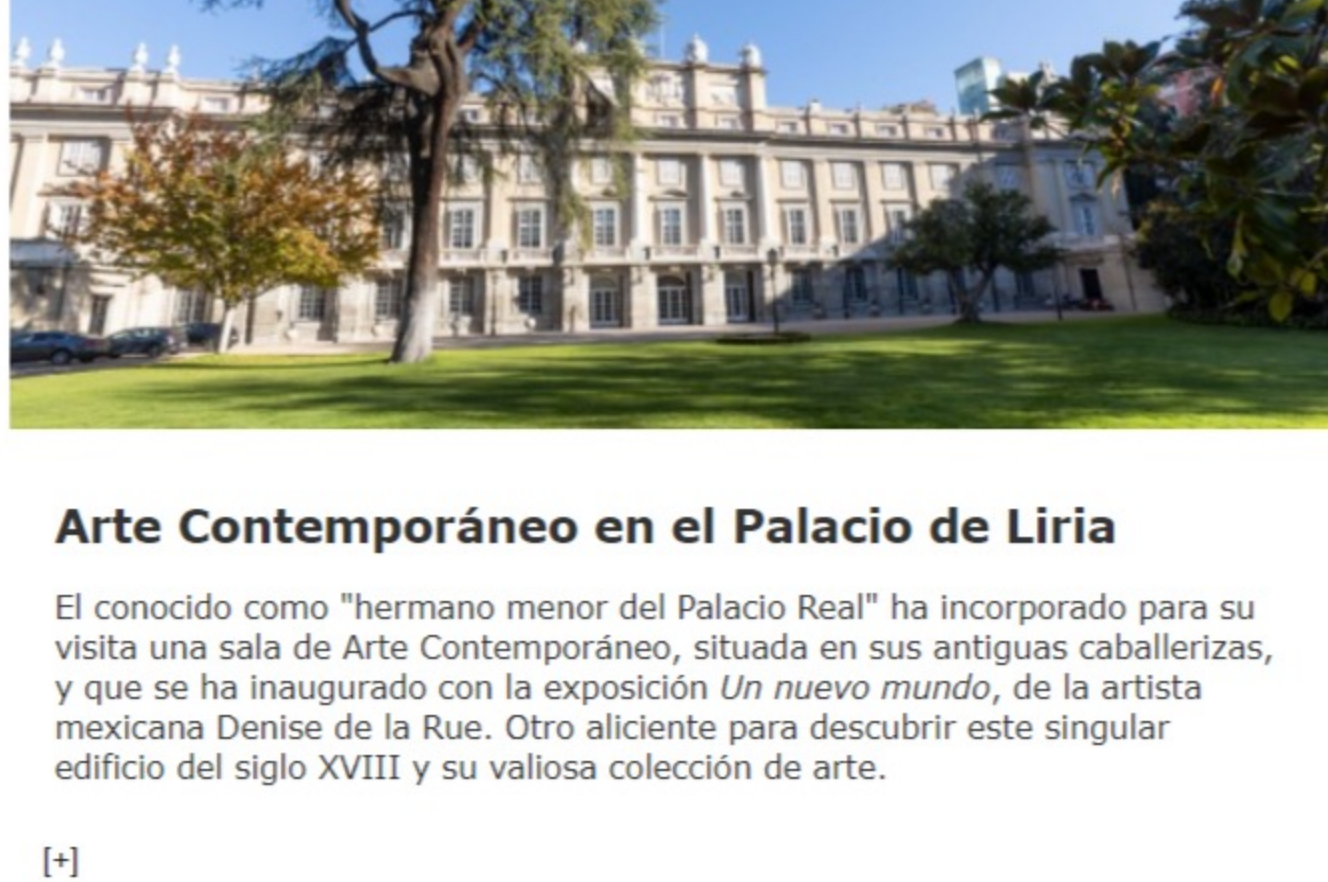 Arte Contemporáneo en el Palacio de Liria
El conocido como "hermano menor del Palacio Real" ha incorporado para su
visita una sala de Arte Contemporáneo, situada en sus antiguas caballerizas,
y que se ha inaugurado con la exposición Un nuevo mundo, de la artista
mexicana Denise de la Rue. Otro aliciente para descubrir este singular
edificio del siglo XVIII y su valiosa colección de arte.
[+]